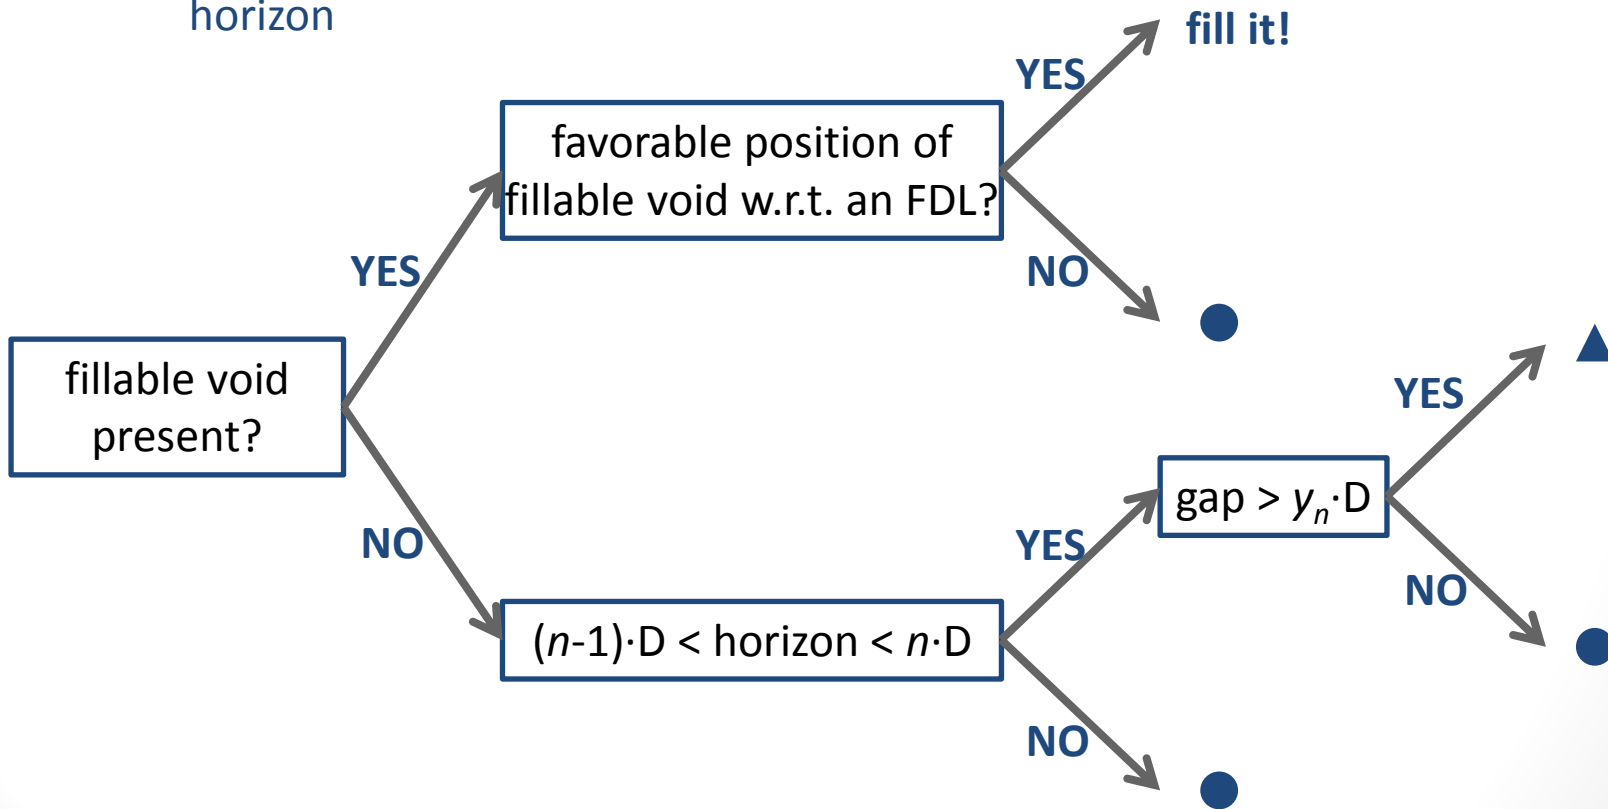 horizon
fill it!
YES
favorable position of
fillable void w.r.t. an FDL?
YES
NO
fillable void
present?
YES
gap > yₙ·D
NO
YES
NO
(n-1)·D < horizon < n·D
NO